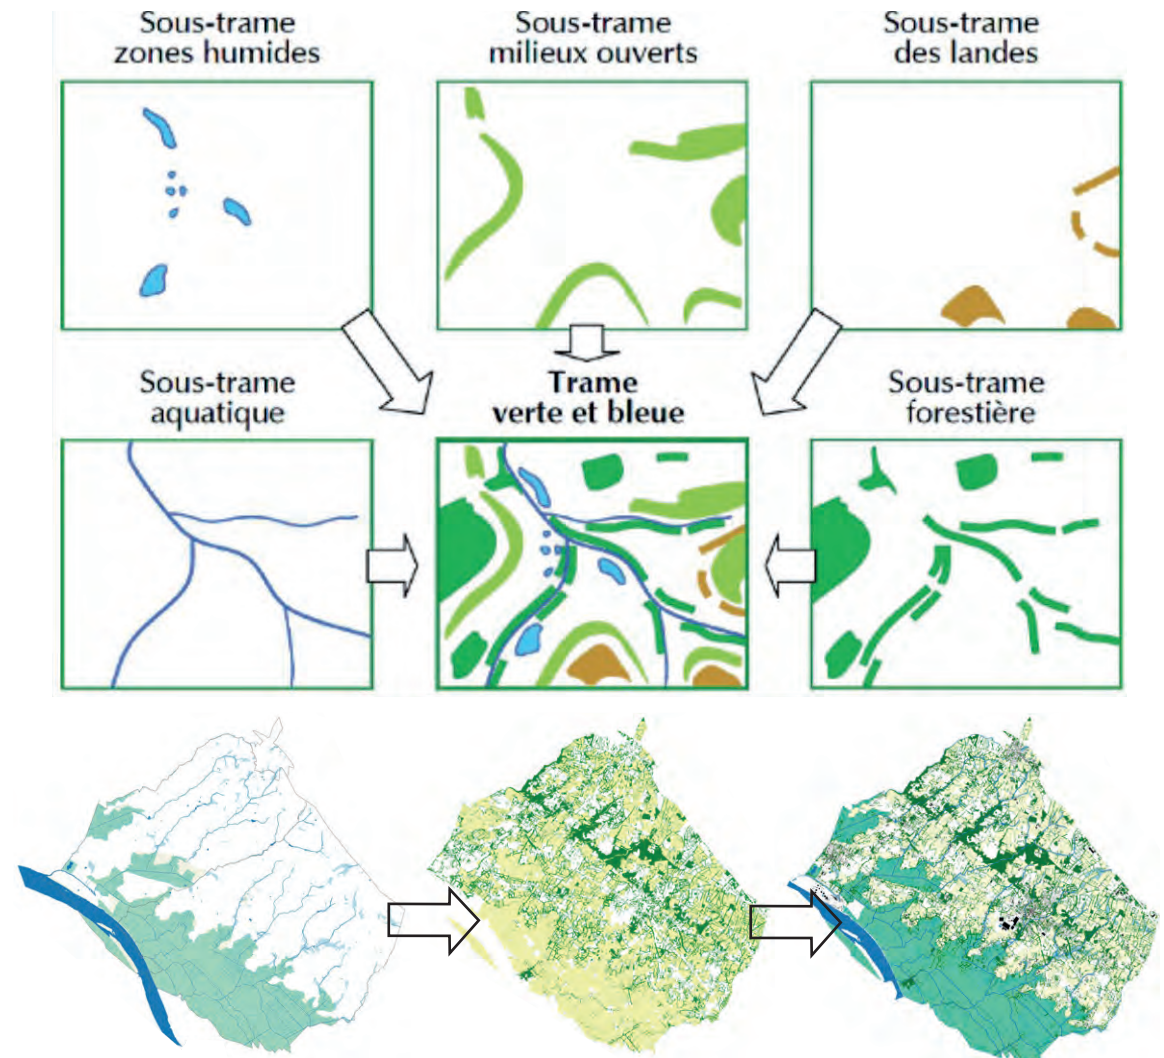 Sous-trame
zones humides
Sous-trame
milieux ouverts
Sous-trame
des landes
Sous-trame
aquatique
Trame
verte et bleue
Sous-trame
forestière